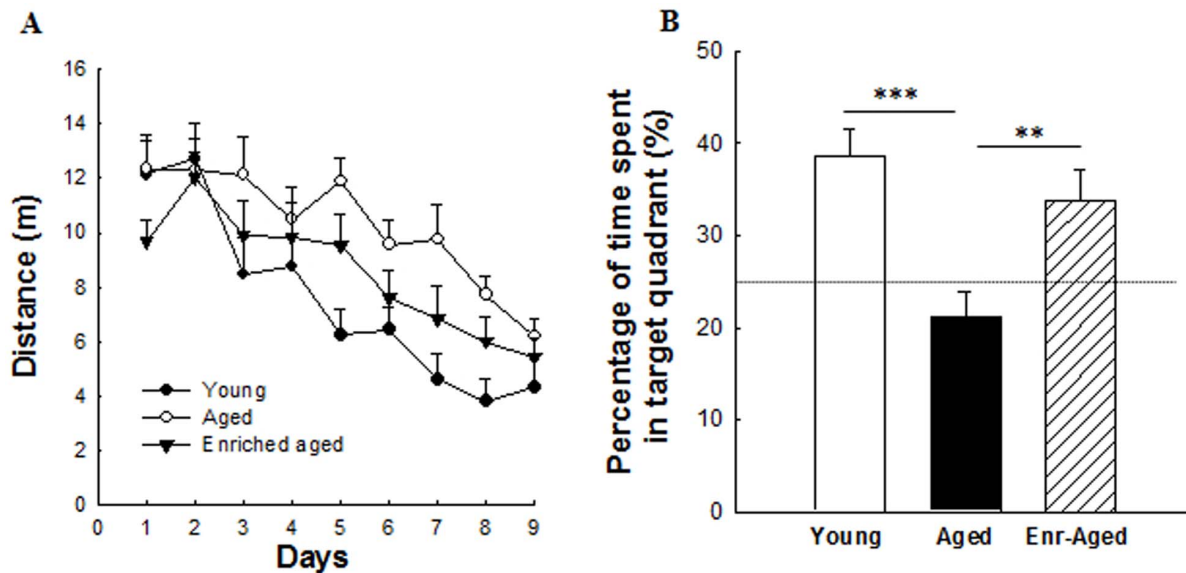 A
16
14
12
10
8
6
4
2
0
Distance (m)
Young
Aged
Enriched aged
0 1 2 3 4 5 6 7 8 9
Days
B
50
40
30
20
10
0
Percentage of time spent
in target quadrant (%)
***
**
Young Aged Enr-Aged